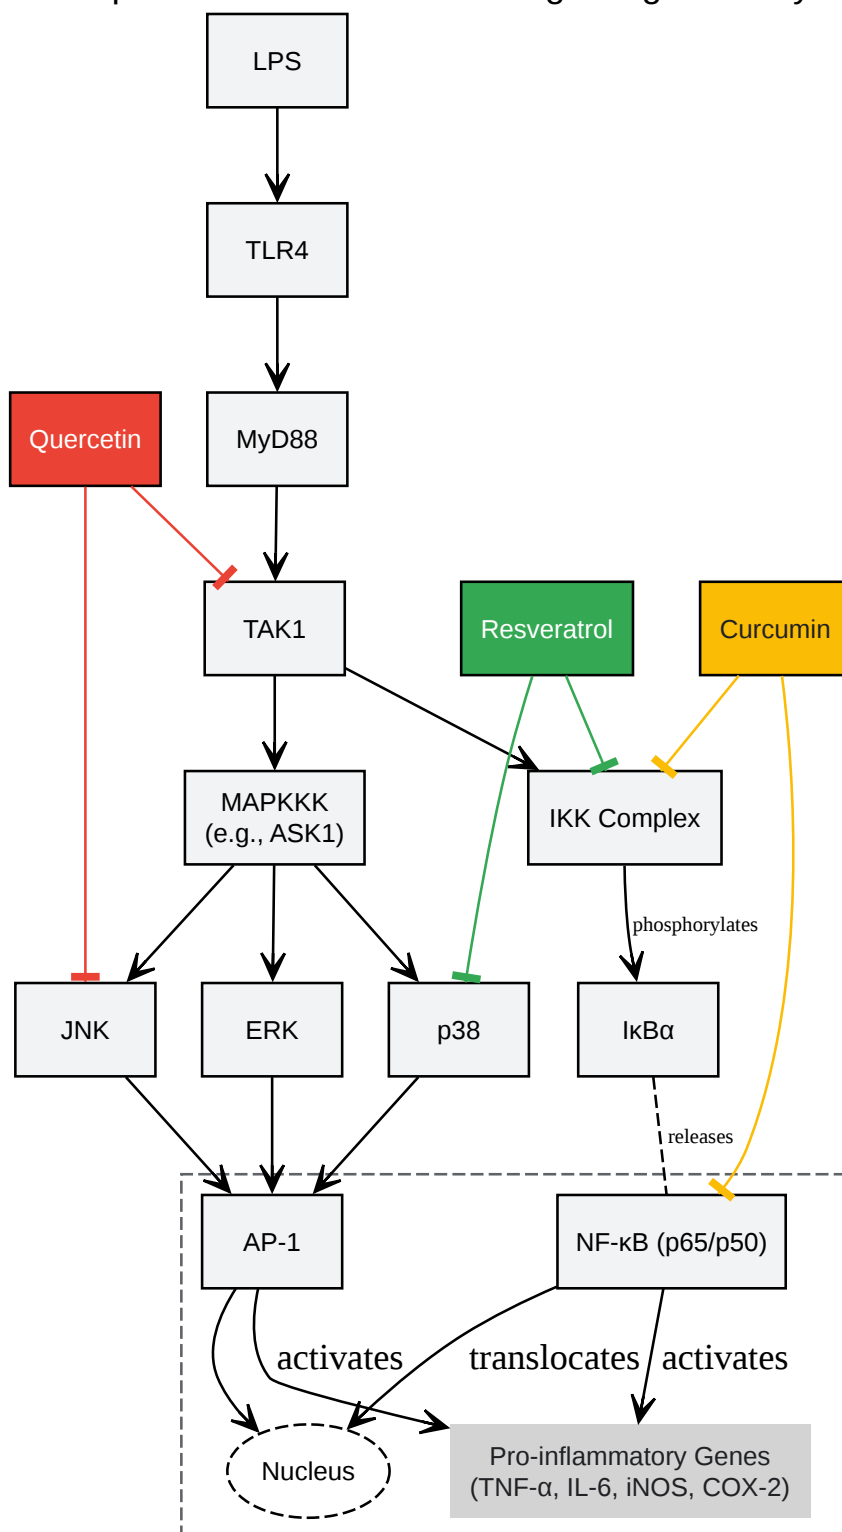 LPS
TLR4
Quercetin
MyD88
TAK1
Resveratrol
Curcumin
MAPKKK
(e.g., ASK1)
IKK Complex
phosphorylates
JNK
ERK
p38
IκBα
releases
AP-1
NF-κB (p65/p50)
activates
translocates
activates
Nucleus
Pro-inflammatory Genes
(TNF-α, IL-6, iNOS, COX-2)